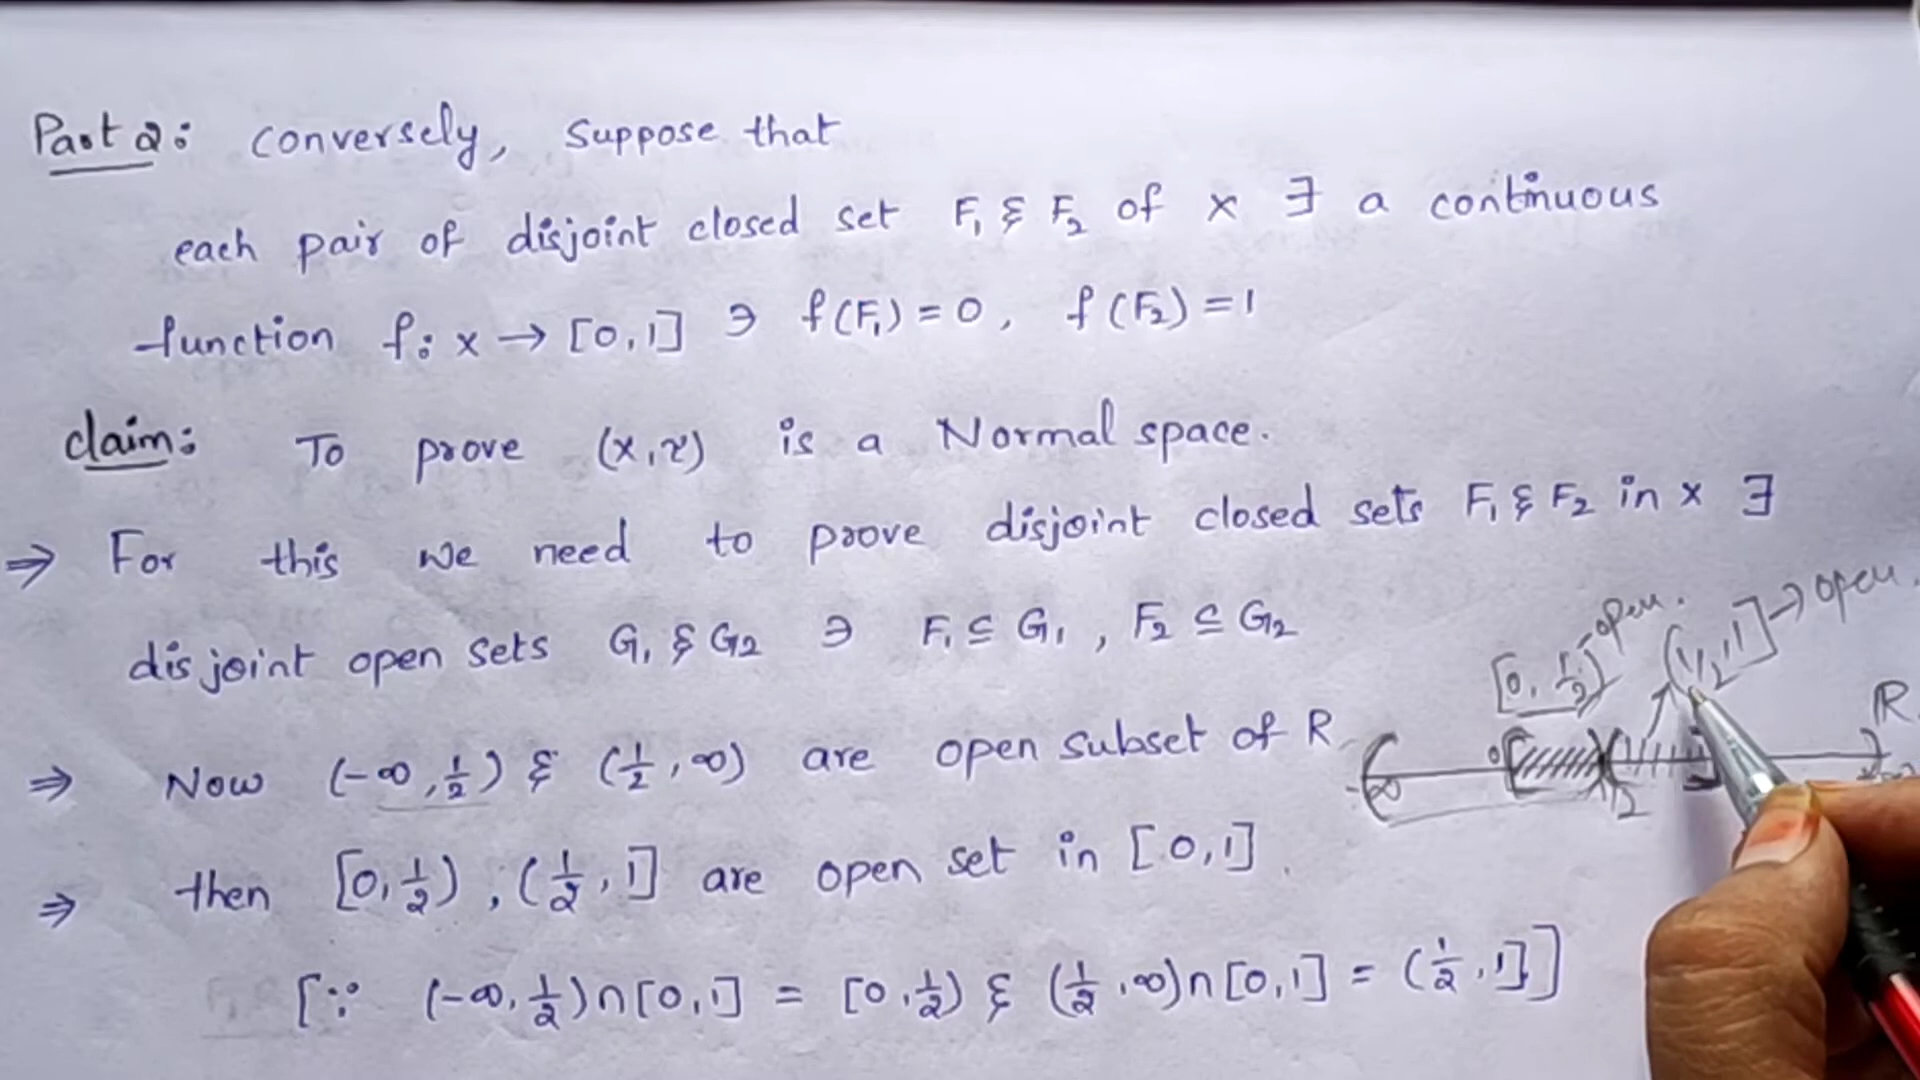 Part 2: conversely, suppose that
each pair of disjoint closed set F₁ & F₂ of x ∃ a continuous
function f: x → [0,1] ∋ f(F₁) = 0, f(F₂) = 1
claim: To prove (x,τ) is a Normal space.
⇒ For this we need to prove disjoint closed sets F₁ & F₂ in x ∃
disjoint open sets G₁ & G₂ ∋ F₁ ⊆ G₁, F₂ ⊆ G₂
[0, 1/2) → open. (1/2, 1] → open.
⇒ Now (-∞, 1/2) & (1/2, ∞) are open subset of R
-∞ 0 1/2 R
⇒ then [0, 1/2), (1/2, 1] are open set in [0,1].
[∵ (-∞, 1/2) ∩ [0,1] = [0, 1/2) & (1/2, ∞) ∩ [0,1] = (1/2, 1]]